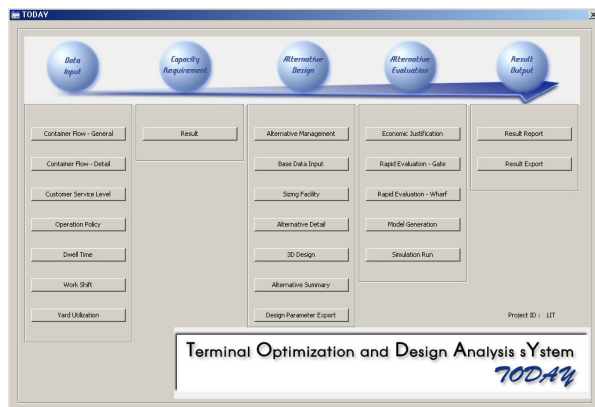 TODAY
Data
Input
Capacity
Requirement
Alternative
Design
Alternative
Evaluation
Result
Output
Container Flow - General
Container Flow - Detail
Customer Service Level
Operation Policy
Dwell Time
Work Shift
Yard Utilization
Result
Alternative Management
Base Data Input
Sizing Facility
Alternative Detail
3D Design
Alternative Summary
Design Parameter Export
Economic Justification
Rapid Evaluation - Gate
Rapid Evaluation - Wharf
Model Generation
Simulation Run
Result Report
Result Export
Project ID : LIT
Terminal Optimization and Design Analysis sYstem
TODAY